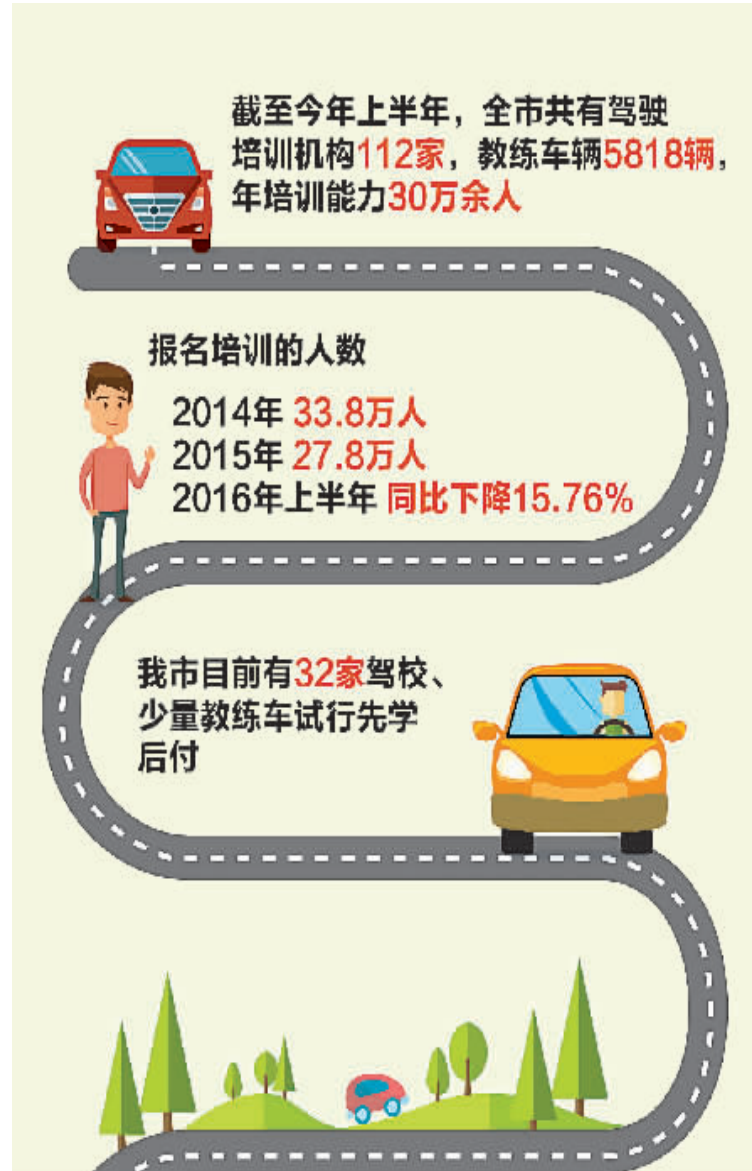 截至今年上半年，全市共有驾驶
培训机构112家，教练车辆5818辆，
年培训能力30万余人
报名培训的人数
2014年 33.8万人
2015年 27.8万人
2016年上半年 同比下降15.76%
我市目前有32家驾校、
少量教练车试行先学
后付